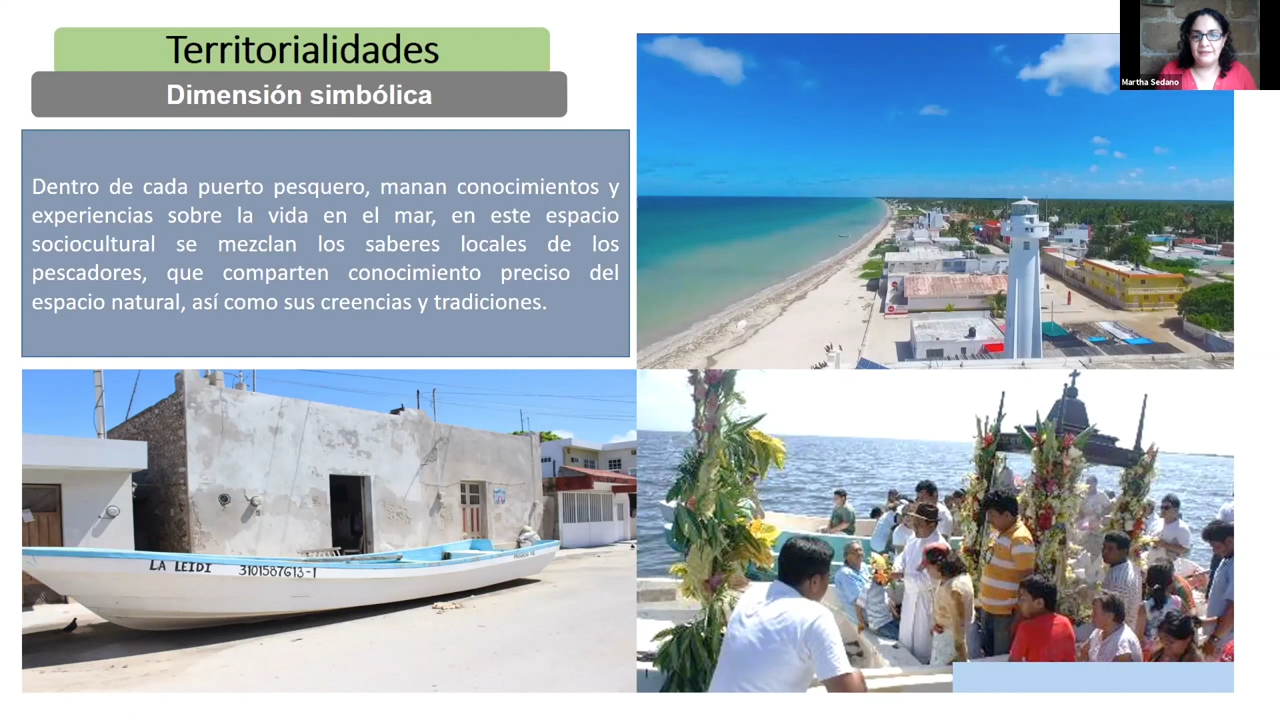 Territorialidades
Dimensión simbólica
Dentro de cada puerto pesquero, manan conocimientos y
experiencias sobre la vida en el mar, en este espacio
sociocultural se mezclan los saberes locales de los
pescadores, que comparten conocimiento preciso del
espacio natural, así como sus creencias y tradiciones.
Martha Sedano
LA LEIDI 3101587613-1